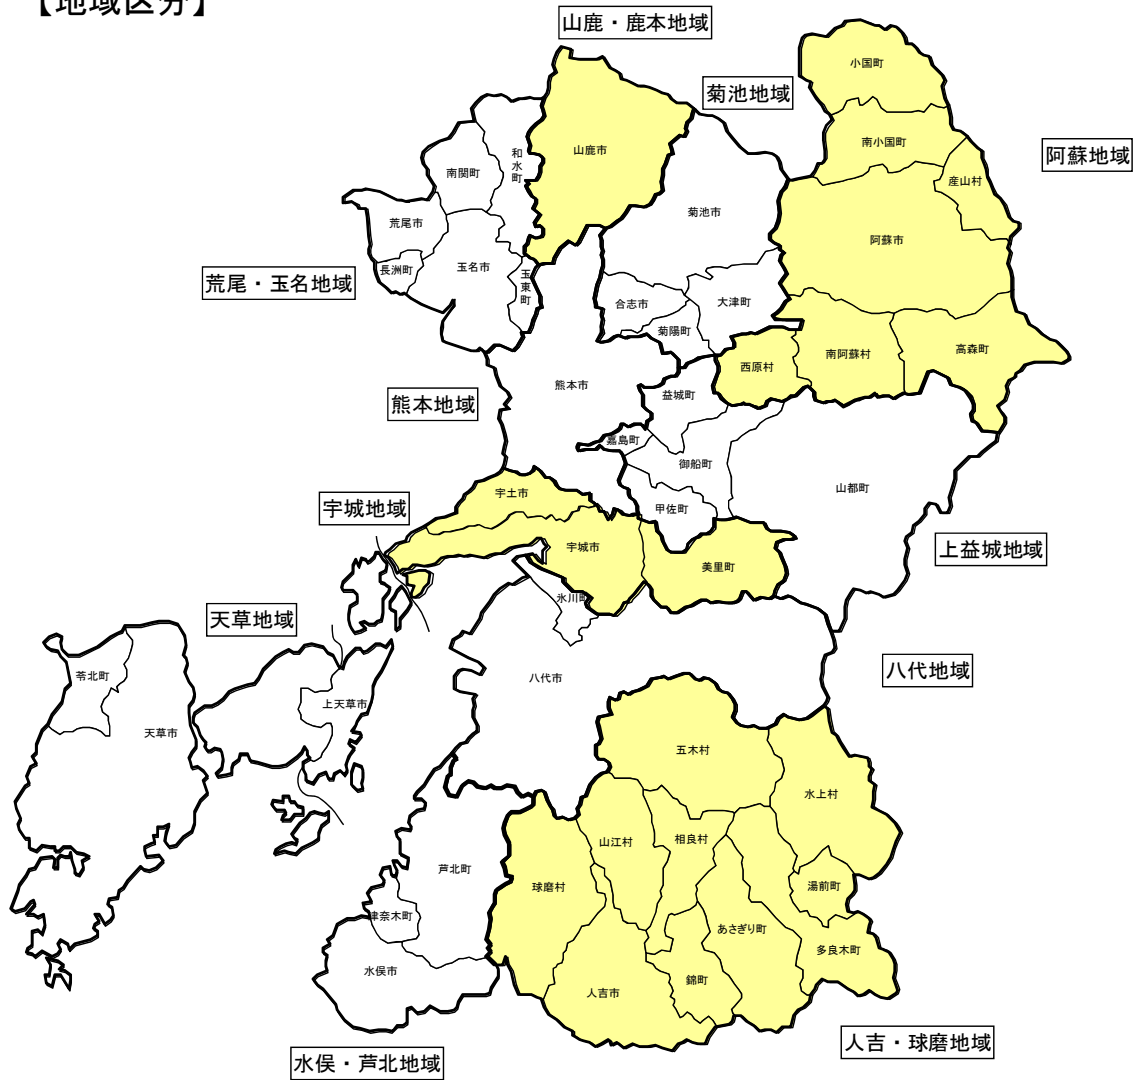 【地域区分】
山鹿・鹿本地域
小国町
菊池地域
南小国町
阿蘇地域
山鹿市
和水町
南関町
産山村
菊池市
荒尾市
阿蘇市
玉名市
長洲町
玉東町
荒尾・玉名地域
合志市
大津町
菊陽町
南阿蘇村
高森町
西原村
熊本市
益城町
熊本地域
嘉島町
御船町
山都町
宇土市
宇城地域
甲佐町
宇城市
上益城地域
美里町
氷川町
天草地域
八代地域
苓北町
八代市
上天草市
天草市
五木村
水上村
山江村
相良村
芦北町
球磨村
湯前町
津奈木町
あさぎり町
多良木町
水俣市
錦町
人吉市
人吉・球磨地域
水俣・芦北地域